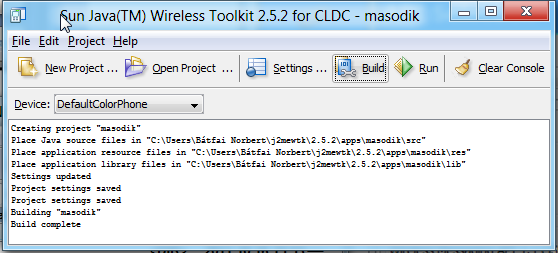 Sun Java(TM) Wireless Toolkit 2.5.2 for CLDC - masodik
File Edit Project Help
New Project ... Open Project ... Settings ... Build Run Clear Console
Device: DefaultColorPhone
Creating project "masodik"
Place Java source files in "C:\Users\Bátfai Norbert\j2mewtk\2.5.2\apps\masodik\src"
Place application resource files in "C:\Users\Bátfai Norbert\j2mewtk\2.5.2\apps\masodik\res"
Place application library files in "C:\Users\Bátfai Norbert\j2mewtk\2.5.2\apps\masodik\lib"
Settings updated
Project settings saved
Project settings saved
Building "masodik"
Build complete